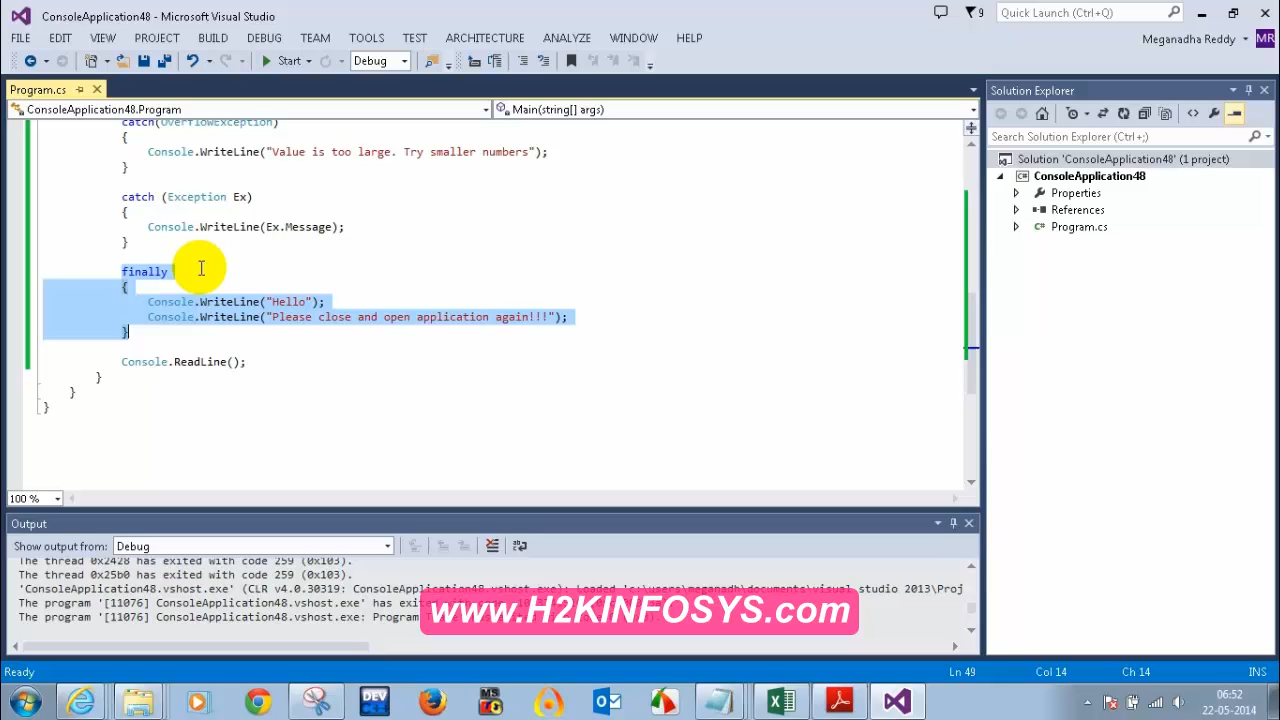 ConsoleApplication48 - Microsoft Visual Studio
9
Quick Launch (Ctrl+Q)
FILE EDIT VIEW PROJECT BUILD DEBUG TEAM TOOLS TEST ARCHITECTURE ANALYZE WINDOW HELP
Meganadha Reddy MR
Start Debug
Program.cs
ConsoleApplication48.Program
Main(string[] args)
catch(OverflowException)
{
Console.WriteLine("Value is too large. Try smaller numbers");
}
catch (Exception Ex)
{
Console.WriteLine(Ex.Message);
}
finally
{
Console.WriteLine("Hello");
Console.WriteLine("Please close and open application again!!!");
}
Console.ReadLine();
}
}
}
100 %
Solution Explorer
Search Solution Explorer (Ctrl+;)
Solution 'ConsoleApplication48' (1 project)
ConsoleApplication48
Properties
References
C# Program.cs
Output
Show output from: Debug
The thread 0x2428 has exited with code 259 (0x103).
The thread 0x25b0 has exited with code 259 (0x103).
'ConsoleApplication48.vshost.exe' (CLR v4.0.30319: ConsoleApplication48.vshost.exe): Loaded 'c:\users\meganadh\documents\visual studio 2013\Proj
The program '[11076] ConsoleApplication48.vshost.exe' has exited
The program '[11076] ConsoleApplication48.vshost.exe: Program
www.H2KINFOSYS.com
Ready
Ln 49 Col 14 Ch 14 INS
DEV
MS
06:52
22-05-2014